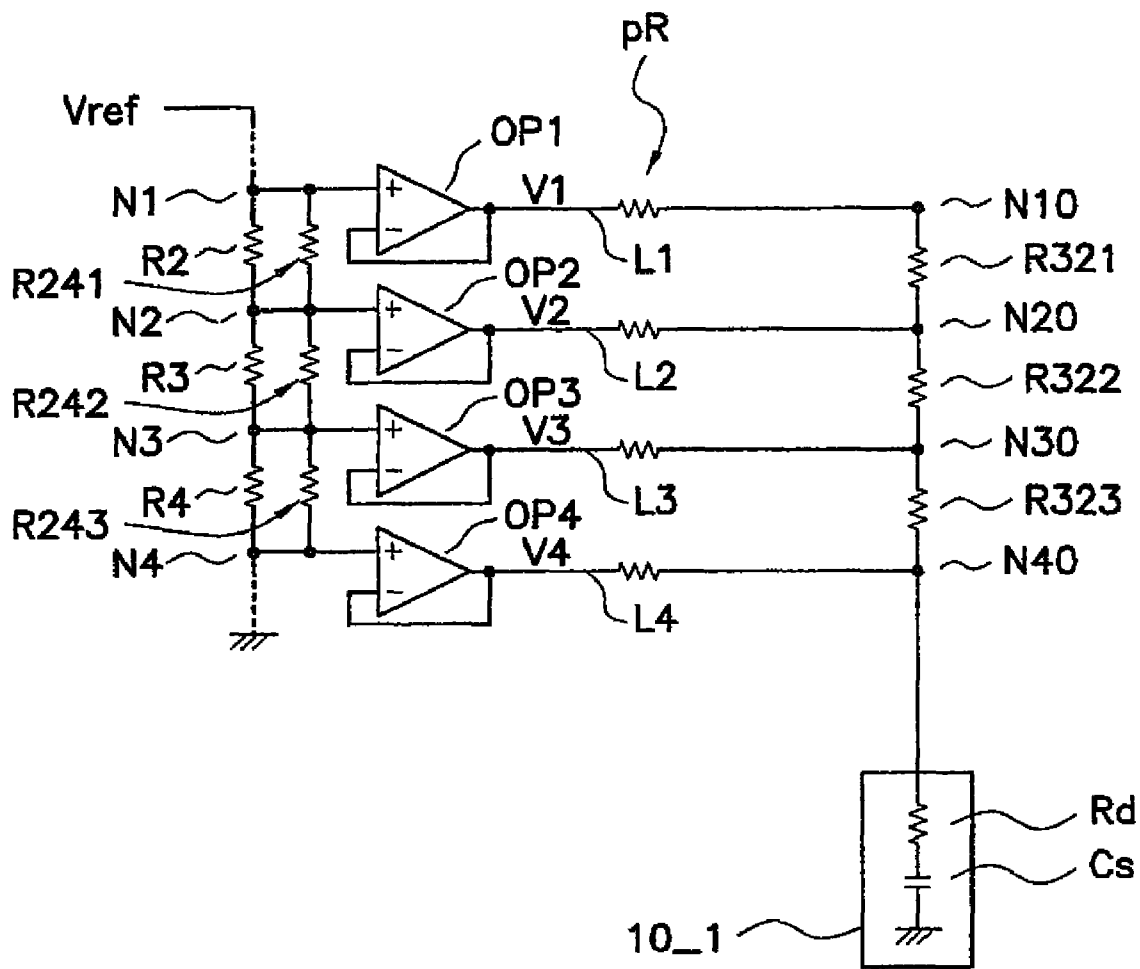 pR
Vref
OP1
N1
V1
N10
R2
L1
R321
R241
OP2
N2
V2
N20
R3
L2
R322
R242
OP3
N3
V3
N30
R4
L3
R323
R243
OP4
N4
V4
N40
L4
Rd
Cs
10_1